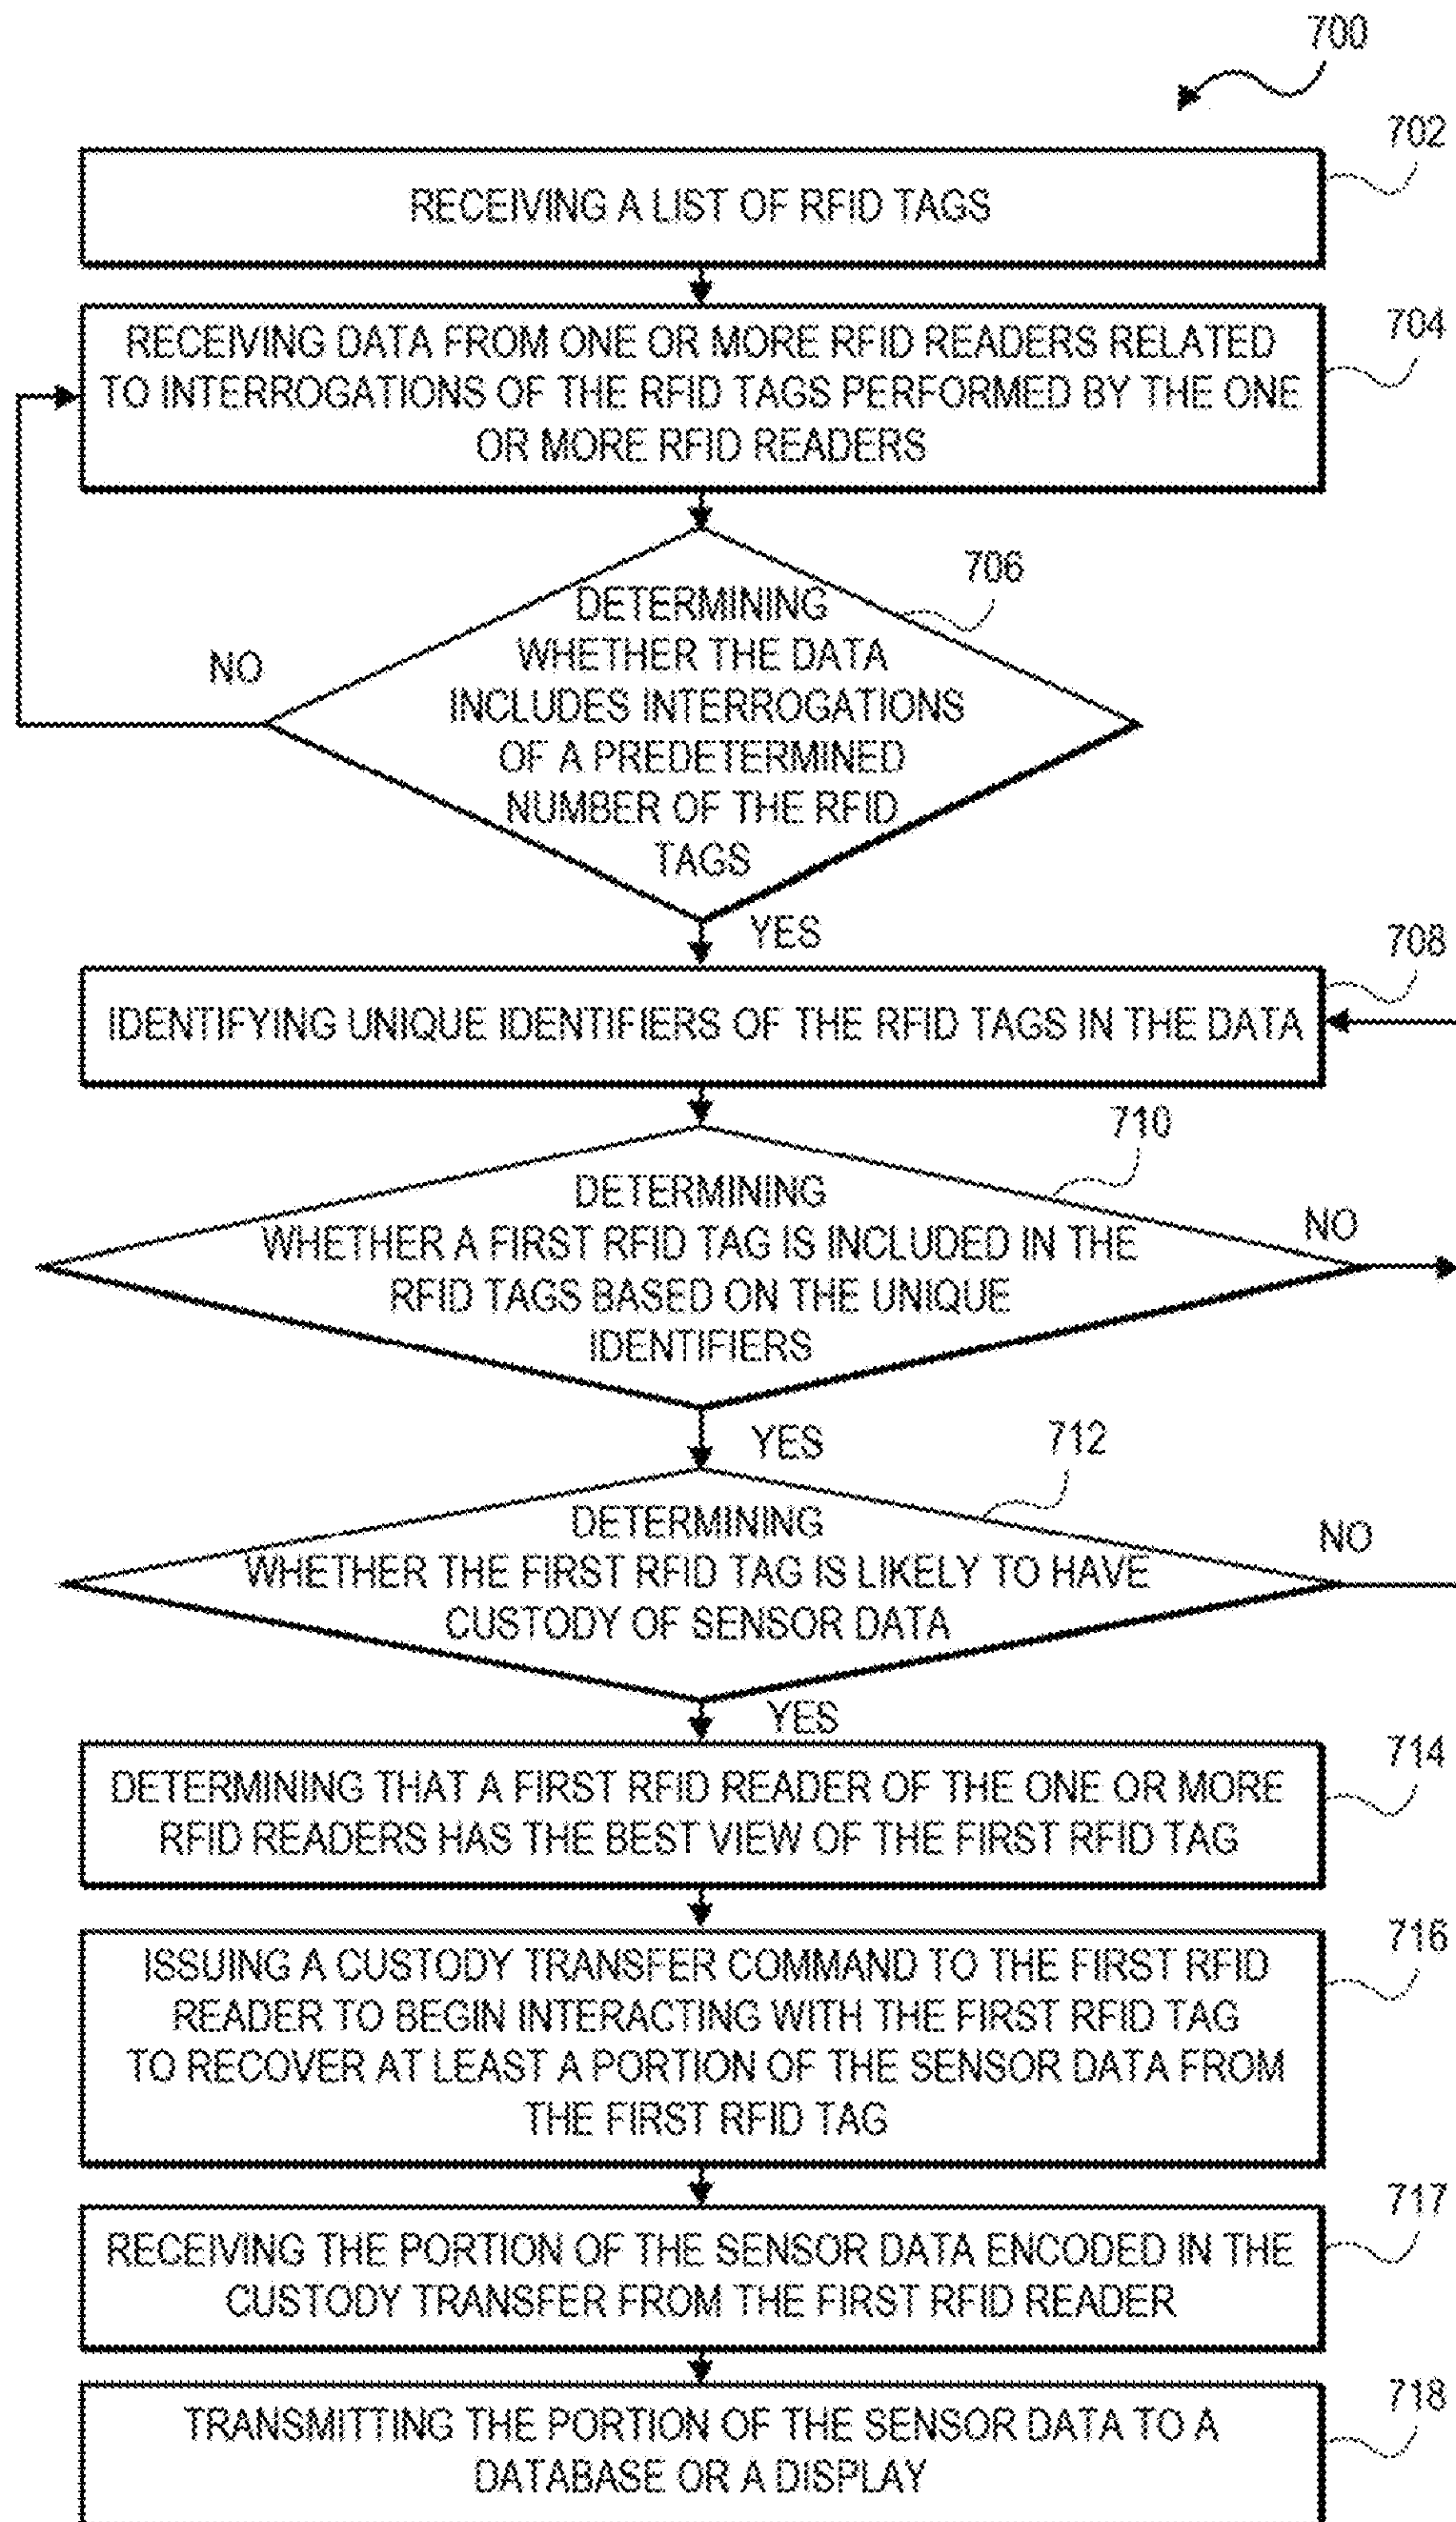 700
702
RECEIVING A LIST OF RFID TAGS
704
RECEIVING DATA FROM ONE OR MORE RFID READERS RELATED
TO INTERROGATIONS OF THE RFID TAGS PERFORMED BY THE ONE
OR MORE RFID READERS
706
DETERMINING
WHETHER THE DATA
INCLUDES INTERROGATIONS
OF A PREDETERMINED
NUMBER OF THE RFID
TAGS
NO
YES
708
IDENTIFYING UNIQUE IDENTIFIERS OF THE RFID TAGS IN THE DATA
710
DETERMINING
WHETHER A FIRST RFID TAG IS INCLUDED IN THE
RFID TAGS BASED ON THE UNIQUE
IDENTIFIERS
NO
YES
712
DETERMINING
WHETHER THE FIRST RFID TAG IS LIKELY TO HAVE
CUSTODY OF SENSOR DATA
NO
YES
714
DETERMINING THAT A FIRST RFID READER OF THE ONE OR MORE
RFID READERS HAS THE BEST VIEW OF THE FIRST RFID TAG
716
ISSUING A CUSTODY TRANSFER COMMAND TO THE FIRST RFID
READER TO BEGIN INTERACTING WITH THE FIRST RFID TAG
TO RECOVER AT LEAST A PORTION OF THE SENSOR DATA FROM
THE FIRST RFID TAG
717
RECEIVING THE PORTION OF THE SENSOR DATA ENCODED IN THE
CUSTODY TRANSFER FROM THE FIRST RFID READER
718
TRANSMITTING THE PORTION OF THE SENSOR DATA TO A
DATABASE OR A DISPLAY